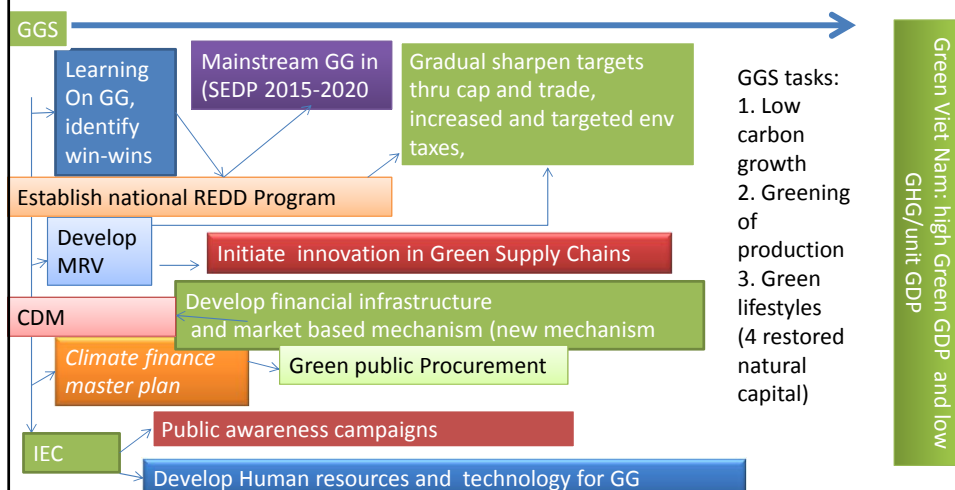 GGS
Learning
On GG,
identify
win-wins
Mainstream GG in
(SEDP 2015-2020
Gradual sharpen targets
thru cap and trade,
increased and targeted env
taxes,
Establish national REDD Program
Develop
MRV
Initiate innovation in Green Supply Chains
CDM
Develop financial infrastructure
and market based mechanism (new mechanism
Climate finance
master plan
Green public Procurement
IEC
Public awareness campaigns
Develop Human resources and technology for GG
GGS tasks:
1. Low
carbon
growth
2. Greening
of
production
3. Green
lifestyles
(4 restored
natural
capital)
Green Viet Nam: high Green GDP and low
GHG/unit GDP